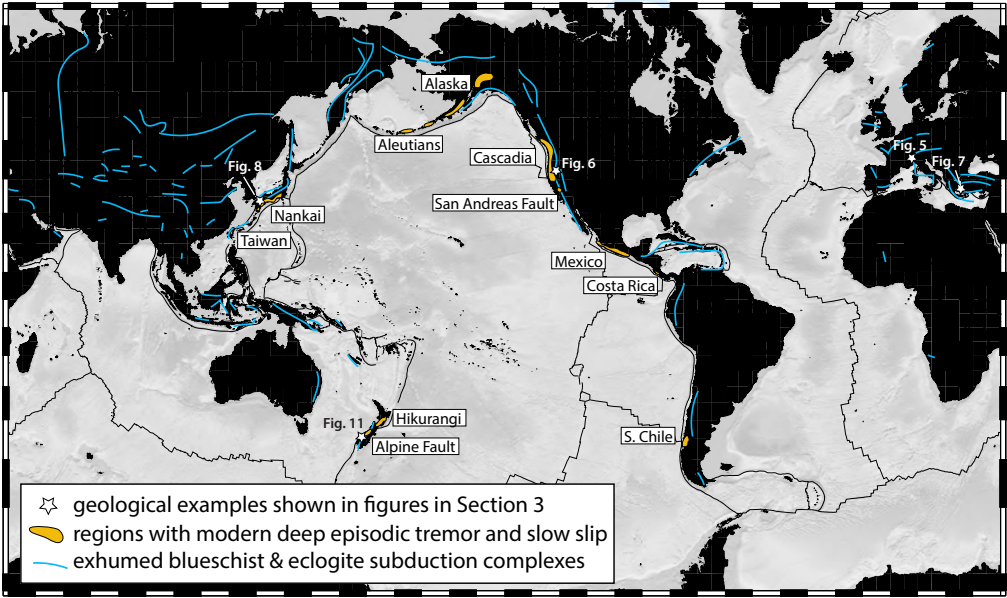 Alaska
Aleutians
Cascadia
Fig. 6
Fig. 5
Fig. 7
Fig. 8
San Andreas Fault
Nankai
Taiwan
Mexico
Costa Rica
Hikurangi
Fig. 11
Alpine Fault
S. Chile
geological examples shown in figures in Section 3
regions with modern deep episodic tremor and slow slip
exhumed blueschist & eclogite subduction complexes